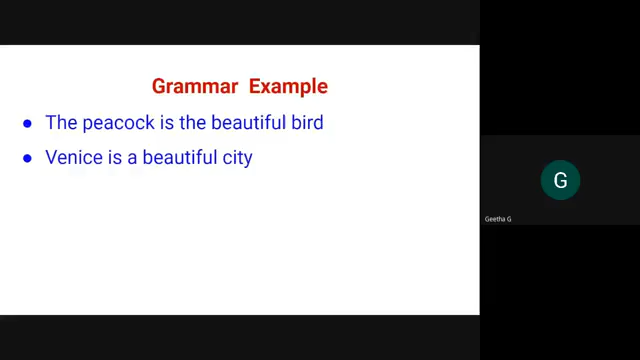 Grammar Example
● The peacock is the beautiful bird
● Venice is a beautiful city
G
Geetha G